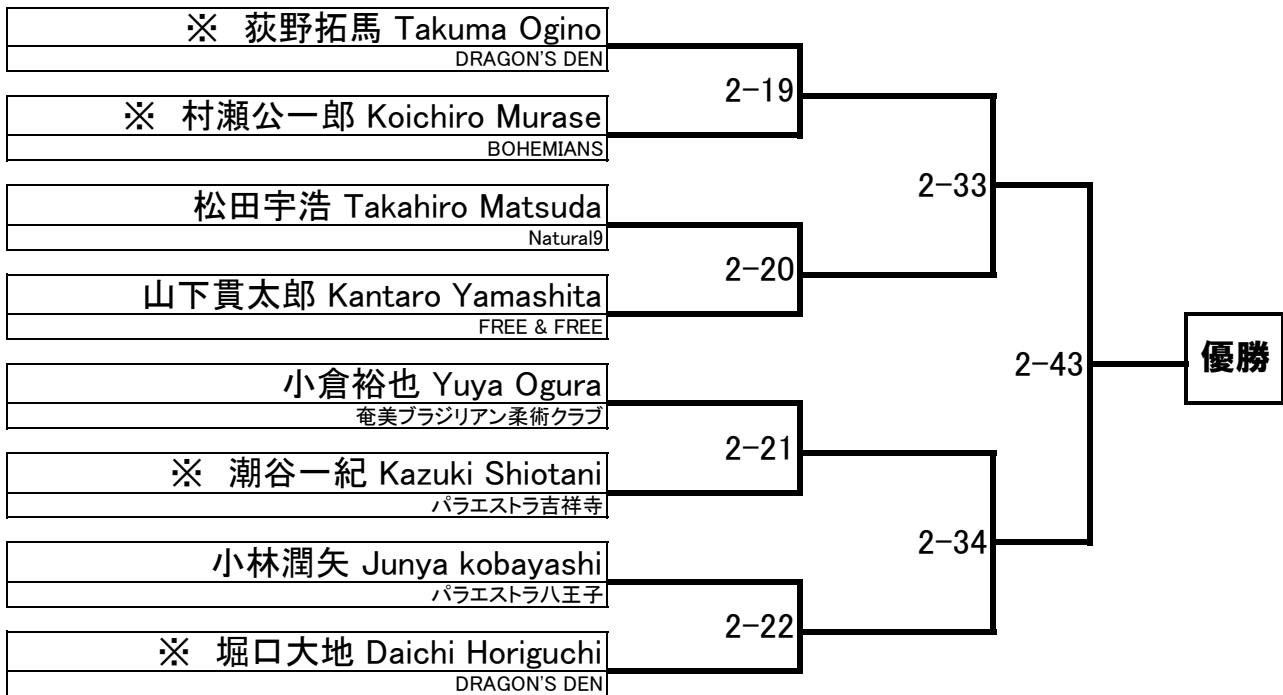 ※ 荻野拓馬 Takuma Ogino
DRAGON'S DEN
2-19
※ 村瀬公一郎 Koichiro Murase
BOHEMIANS
2-33
松田宇浩 Takahiro Matsuda
Natural9
2-20
山下貫太郎 Kantaro Yamashita
FREE & FREE
2-43
優勝
小倉裕也 Yuya Ogura
奄美ブラジリアン柔術クラブ
2-21
※ 潮谷一紀 Kazuki Shiotani
パラエストラ吉祥寺
2-34
小林潤矢 Junya kobayashi
パラエストラ八王子
2-22
※ 堀口大地 Daichi Horiguchi
DRAGON'S DEN